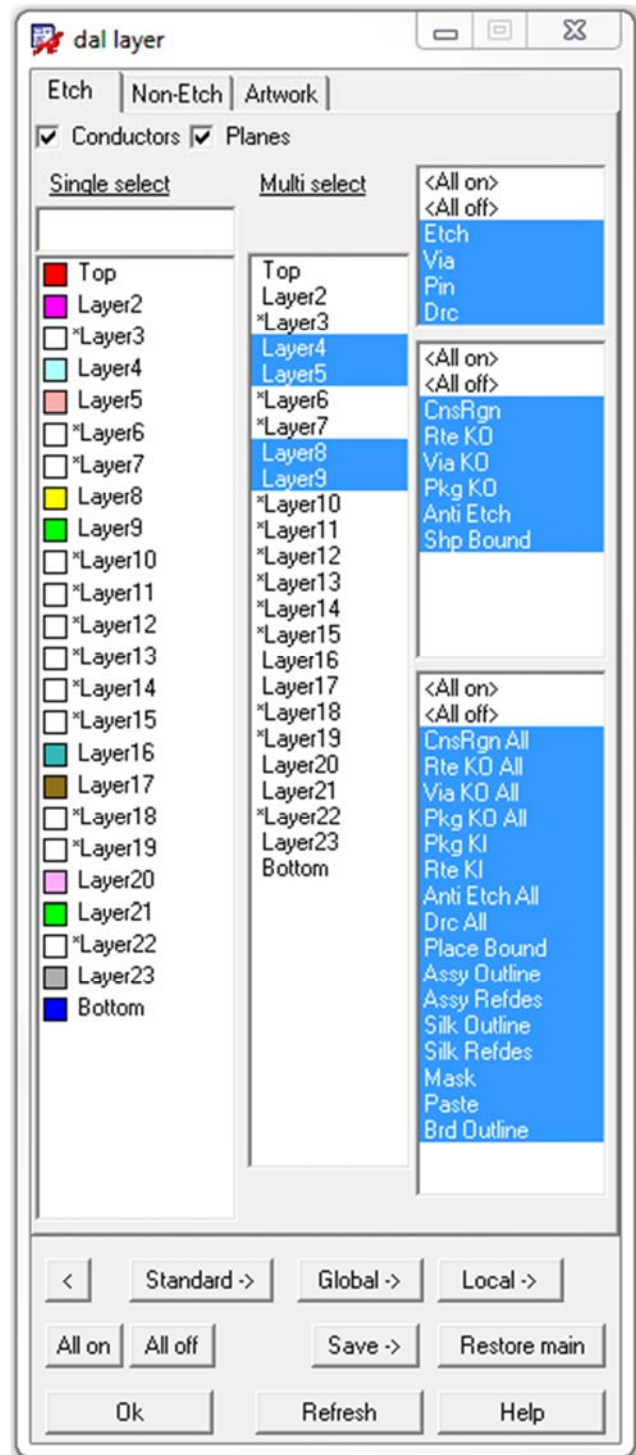 dal layer
Etch Non-Etch Artwork
Conductors Planes
Single select
Top
Layer2
*Layer3
Layer4
Layer5
*Layer6
*Layer7
Layer8
Layer9
*Layer10
*Layer11
*Layer12
*Layer13
*Layer14
*Layer15
Layer16
Layer17
*Layer18
*Layer19
Layer20
Layer21
*Layer22
Layer23
Bottom
Multi select
Top
Layer2
*Layer3
Layer4
Layer5
*Layer6
*Layer7
Layer8
Layer9
*Layer10
*Layer11
*Layer12
*Layer13
*Layer14
*Layer15
Layer16
Layer17
*Layer18
*Layer19
Layer20
Layer21
*Layer22
Layer23
Bottom
<All on>
<All off>
Etch
Via
Pin
Drc
<All on>
<All off>
CnsRgn
Rte KO
Via KO
Pkg KO
Anti Etch
Shp Bound
<All on>
<All off>
CnsRgn All
Rte KO All
Via KO All
Pkg KO All
Pkg KI
Rte KI
Anti Etch All
Drc All
Place Bound
Assy Outline
Assy Refdes
Silk Outline
Silk Refdes
Mask
Paste
Brd Outline
< Standard -> Global -> Local ->
All on All off Save -> Restore main
Ok Refresh Help